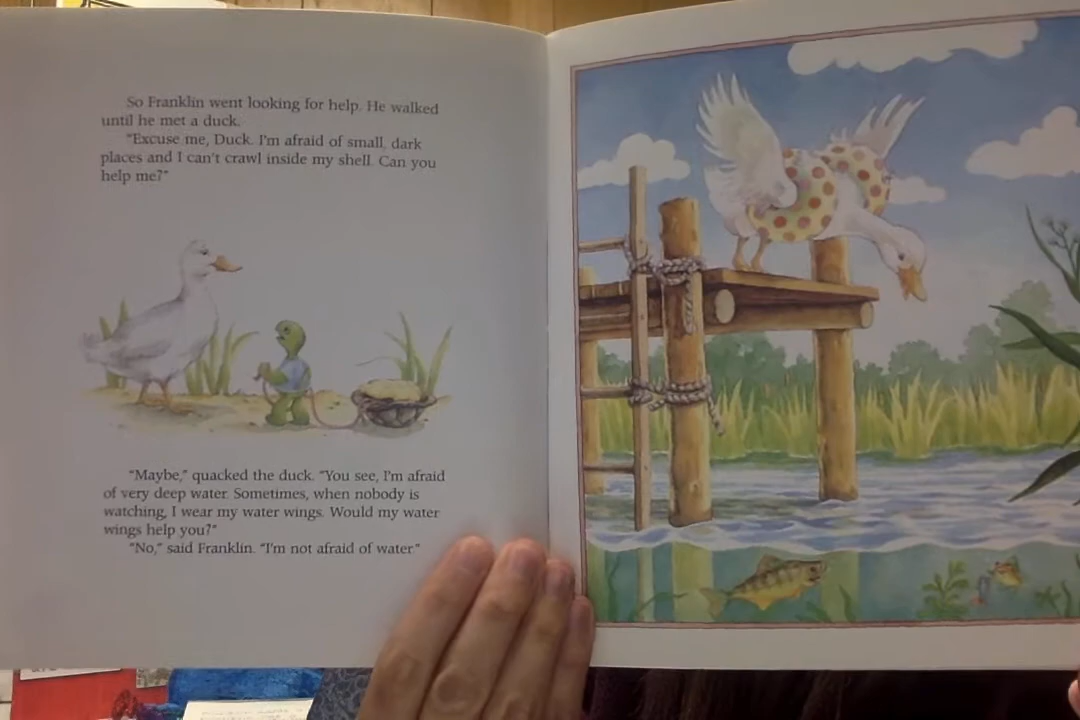 So Franklin went looking for help. He walked
until he met a duck.
"Excuse me, Duck. I'm afraid of small, dark
places and I can't crawl inside my shell. Can you
help me?"
"Maybe," quacked the duck. "You see, I'm afraid
of very deep water. Sometimes, when nobody is
watching, I wear my water wings. Would my water
wings help you?"
"No," said Franklin. "I'm not afraid of water."